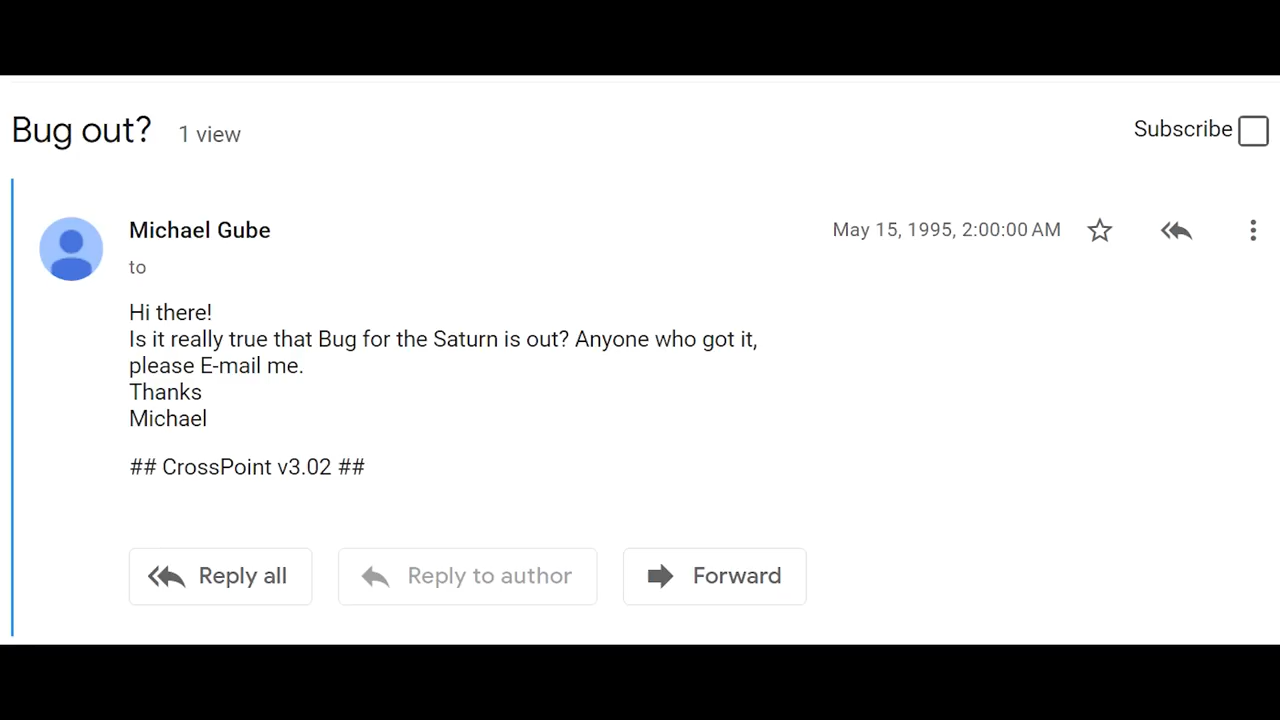 Bug out? 1 view Subscribe
Michael Gube May 15, 1995, 2:00:00 AM
to
Hi there!
Is it really true that Bug for the Saturn is out? Anyone who got it,
please E-mail me.
Thanks
Michael
## CrossPoint v3.02 ##
Reply all Reply to author Forward